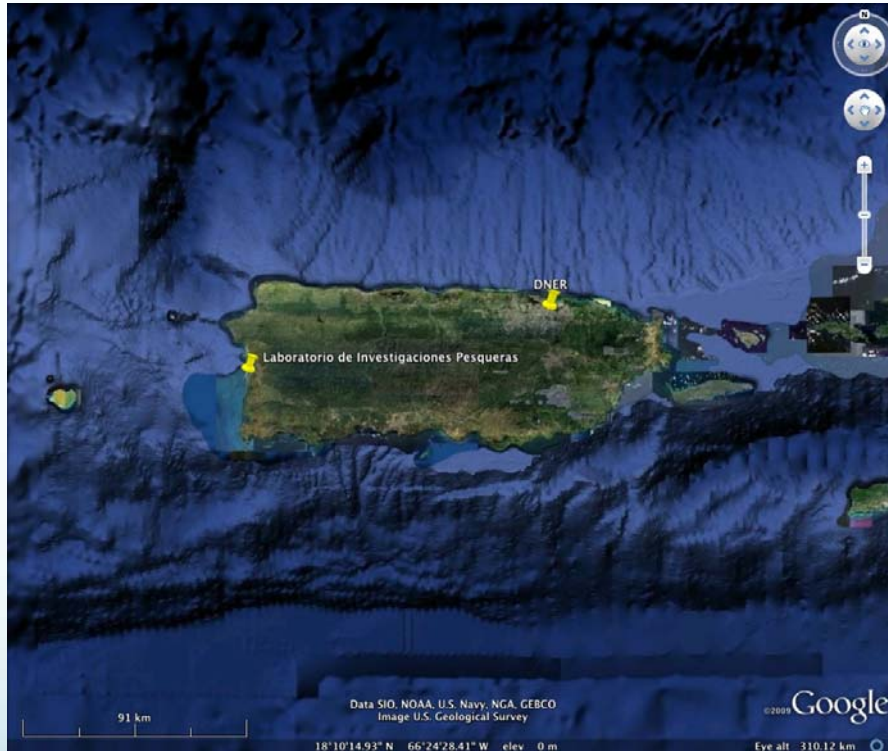 N
DNER
Laboratorio de Investigaciones Pesqueras
91 km
Data SIO, NOAA, U.S. Navy, NGA, GEBCO
Image U.S. Geological Survey
©2009 Google
18°10'14.93" N 66°24'28.41" W elev 0 m
Eye alt 310.12 km